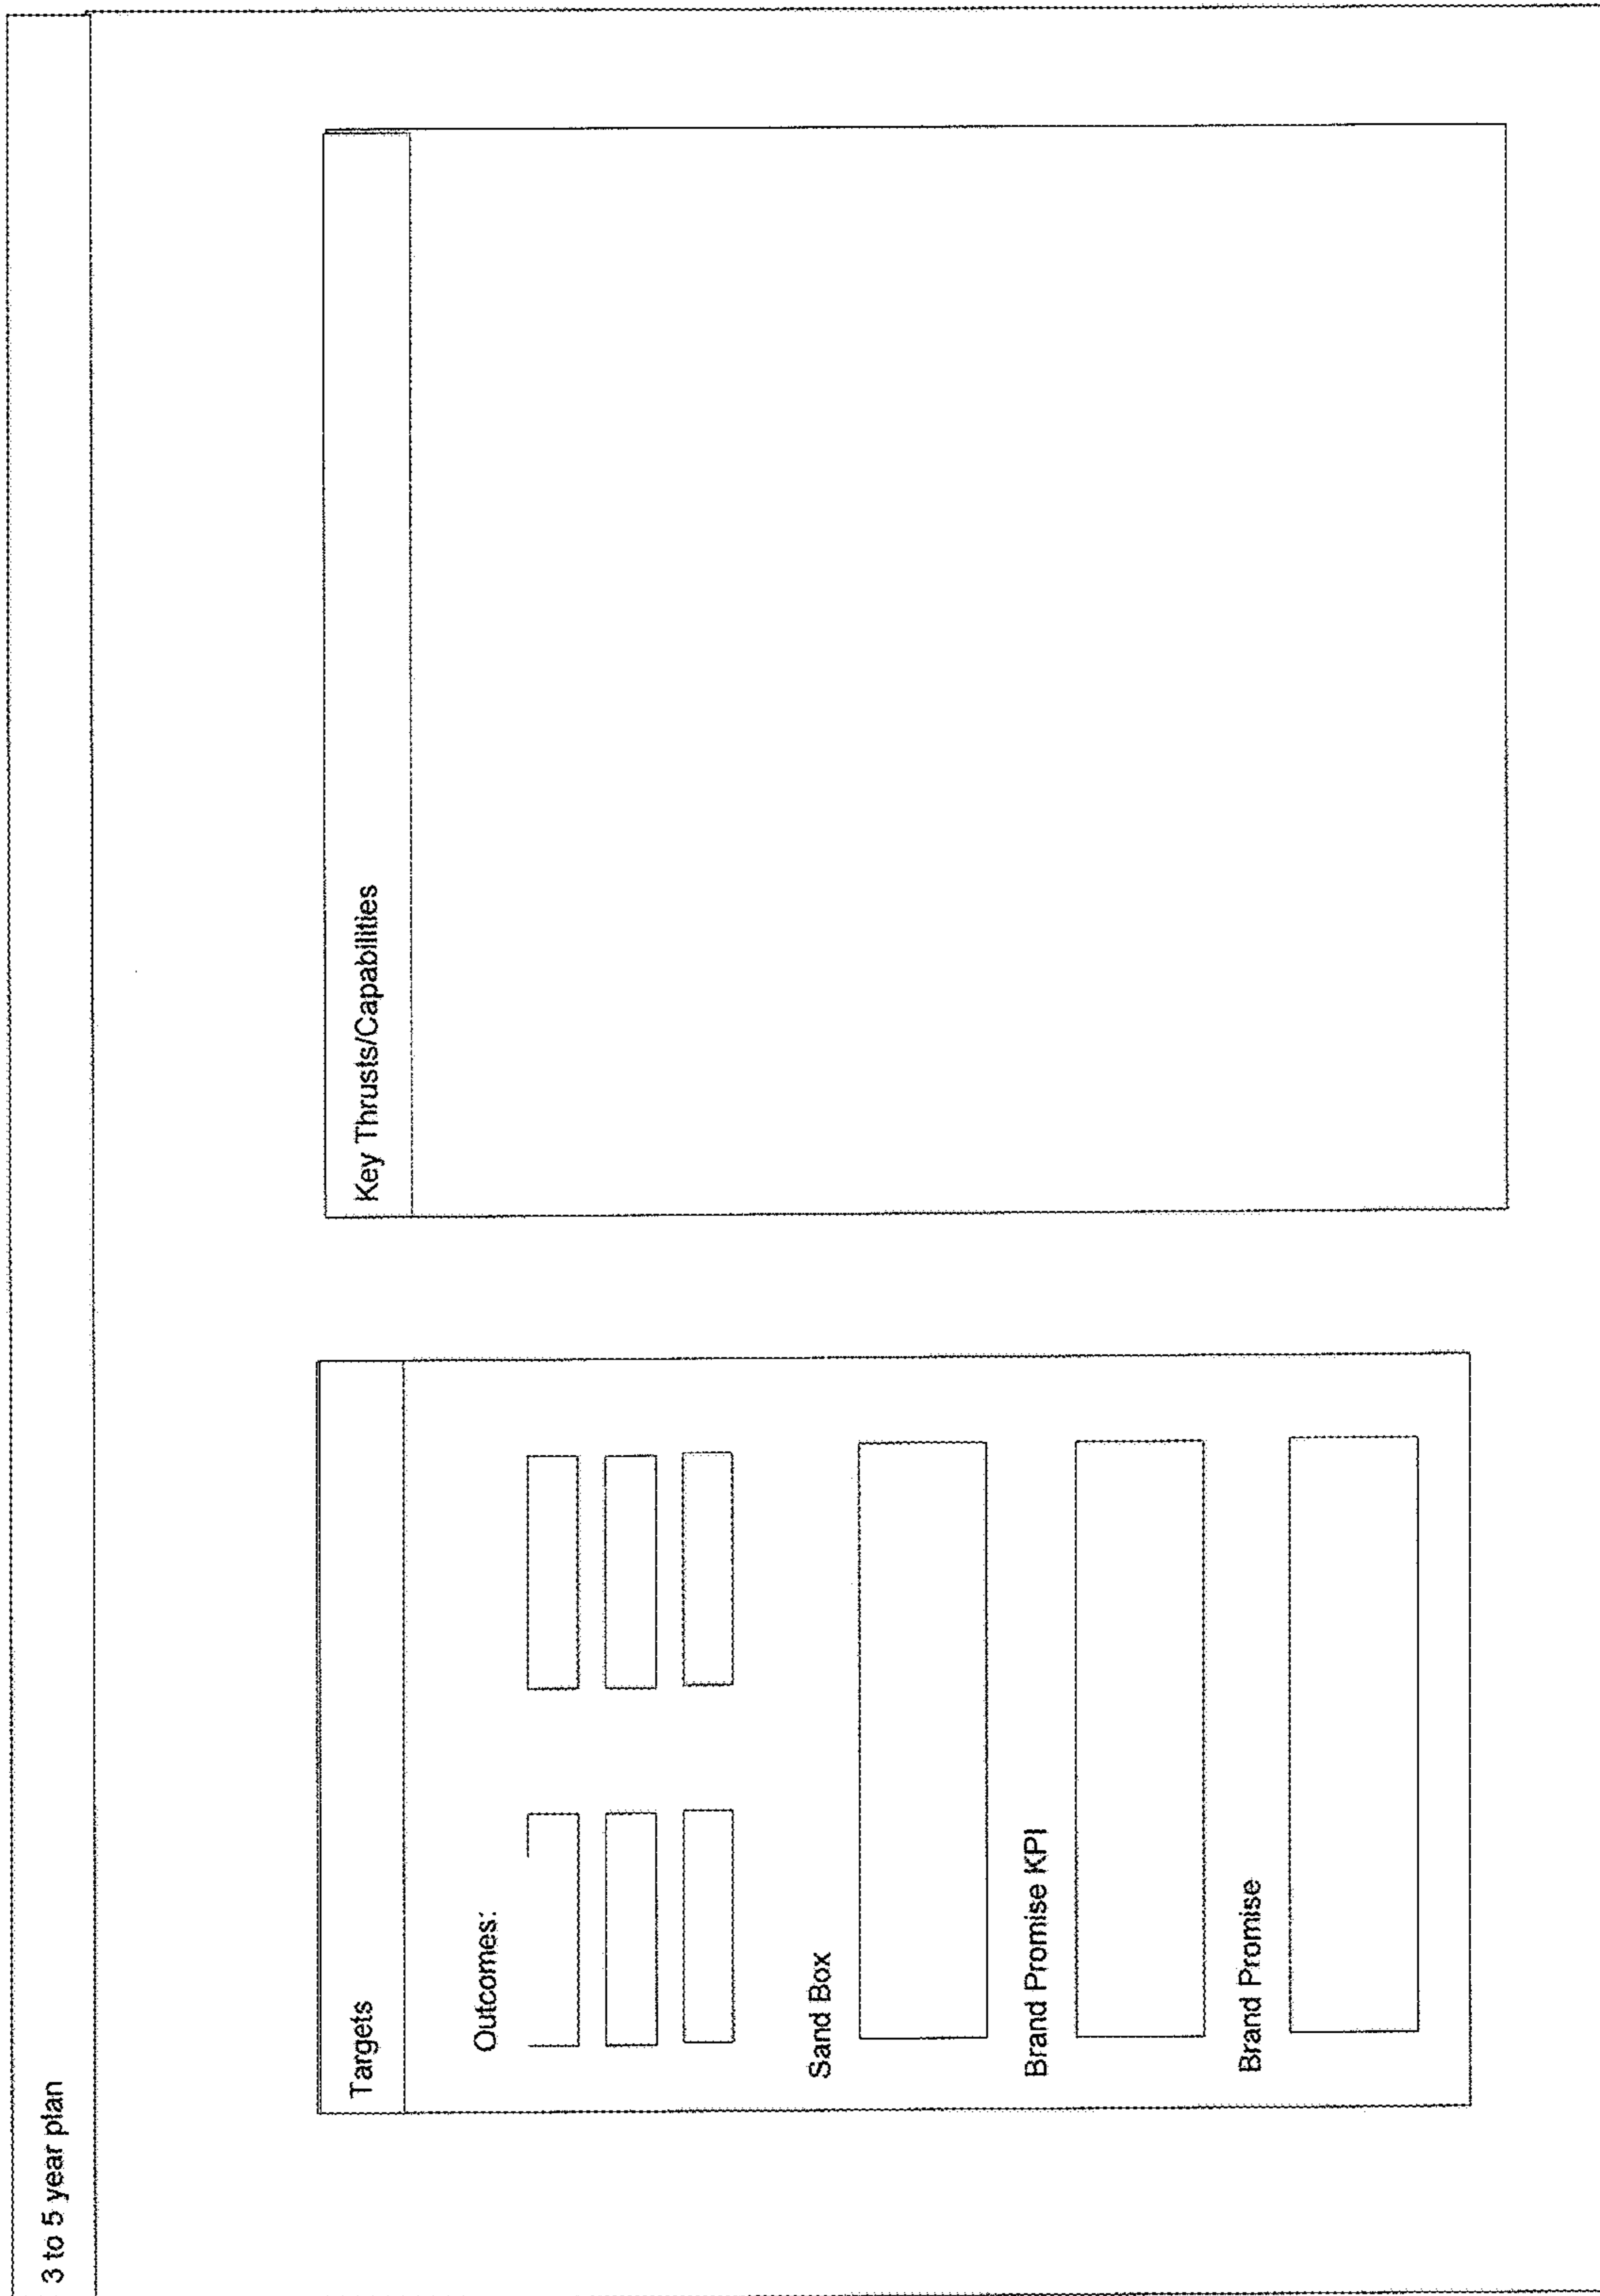 3 to 5 year plan
Targets
Outcomes:
Sand Box
Brand Promise KPI
Brand Promise
Key Thrusts/Capabilities